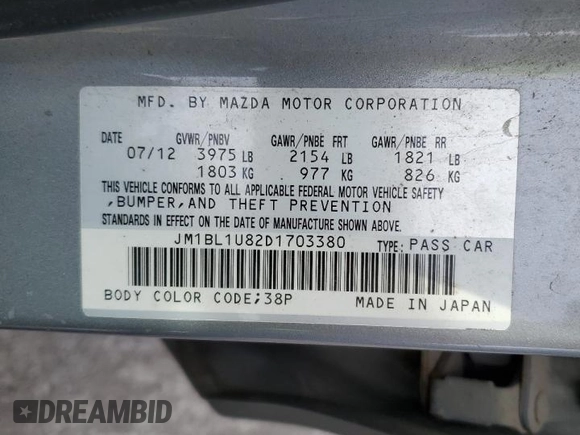 MFD. BY MAZDA MOTOR CORPORATION
DATE GVWR/PNBV GAWR/PNBE FRT GAWR/PNBE RR
07/12 3975 LB 2154 LB 1821 LB
1803 KG 977 KG 826 KG
THIS VEHICLE CONFORMS TO ALL APPLICABLE FEDERAL MOTOR VEHICLE SAFETY
,BUMPER,AND THEFT PREVENTION
STANDARDS IN EFFECT ON THE DATE OF MANUFACTURE SHOWN ABOVE.
JM1BL1U82D1703380 TYPE: PASS CAR
BODY COLOR CODE;38P MADE IN JAPAN
DREAMBID